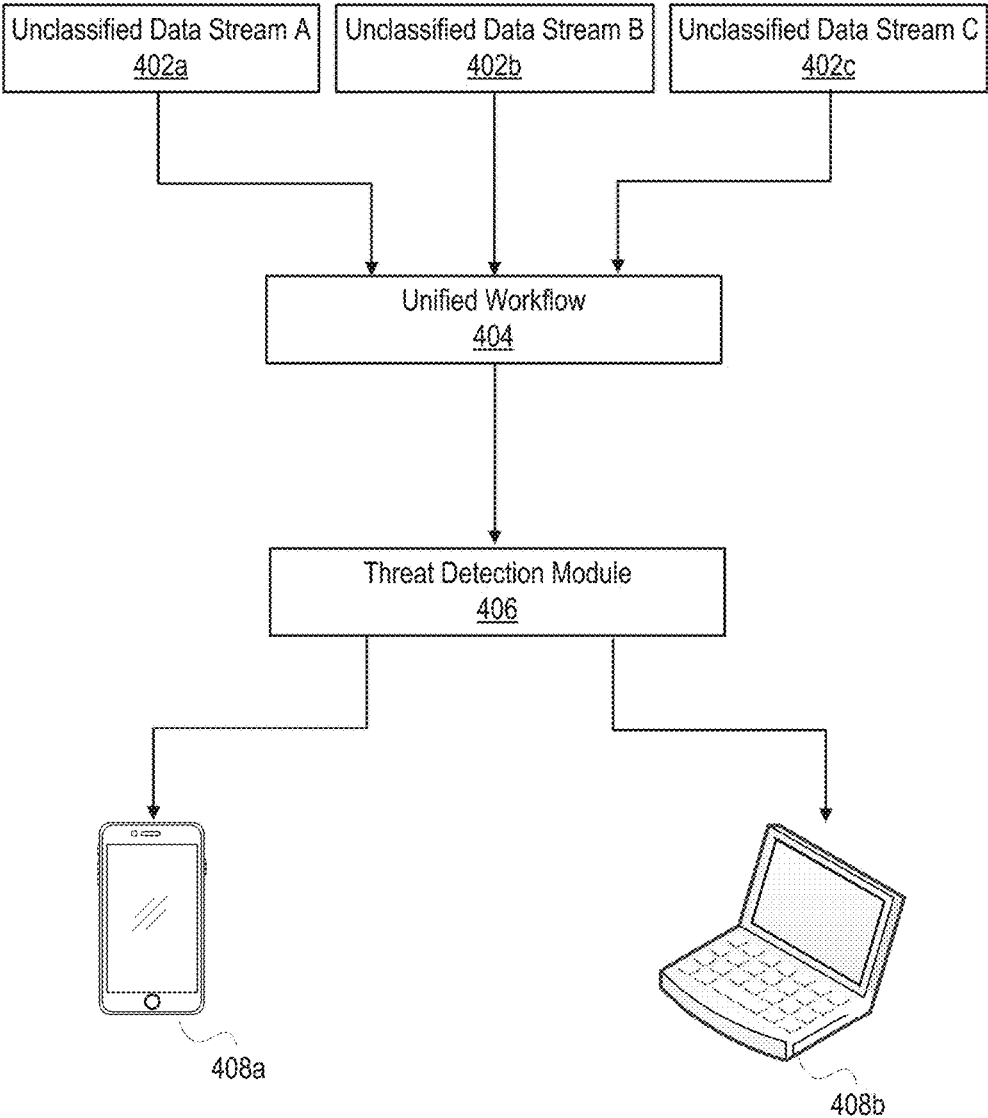 Unclassified Data Stream A
402a
Unclassified Data Stream B
402b
Unclassified Data Stream C
402c
Unified Workflow
404
Threat Detection Module
406
408a
408b